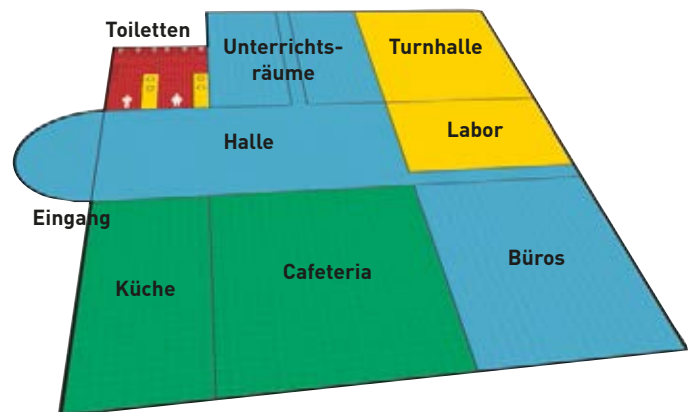 Toiletten
Unterrichts-
räume
Turnhalle
Halle
Labor
Eingang
Küche
Cafeteria
Büros